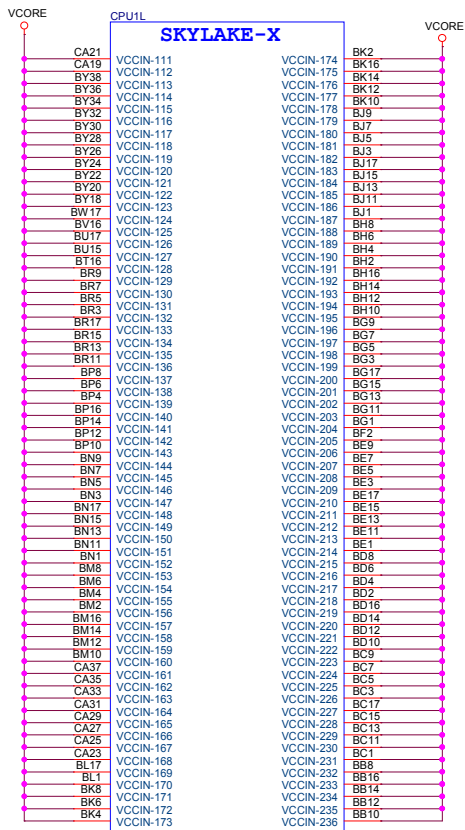 VCORE
CPU1L
VCORE
SKYLAKE-X
CA21 VCCIN-111 VCCIN-174 BK2
CA19 VCCIN-112 VCCIN-175 BK16
BY38 VCCIN-113 VCCIN-176 BK14
BY36 VCCIN-114 VCCIN-177 BK12
BY34 VCCIN-115 VCCIN-178 BK10
BY32 VCCIN-116 VCCIN-179 BJ9
BY30 VCCIN-117 VCCIN-180 BJ7
BY28 VCCIN-118 VCCIN-181 BJ5
BY26 VCCIN-119 VCCIN-182 BJ3
BY24 VCCIN-120 VCCIN-183 BJ17
BY22 VCCIN-121 VCCIN-184 BJ15
BY20 VCCIN-122 VCCIN-185 BJ13
BY18 VCCIN-123 VCCIN-186 BJ11
BW17 VCCIN-124 VCCIN-187 BJ1
BV16 VCCIN-125 VCCIN-188 BH8
BU17 VCCIN-126 VCCIN-189 BH6
BU15 VCCIN-127 VCCIN-190 BH4
BT16 VCCIN-128 VCCIN-191 BH2
BR9 VCCIN-129 VCCIN-192 BH16
BR7 VCCIN-130 VCCIN-193 BH14
BR5 VCCIN-131 VCCIN-194 BH12
BR3 VCCIN-132 VCCIN-195 BH10
BR17 VCCIN-133 VCCIN-196 BG9
BR15 VCCIN-134 VCCIN-197 BG7
BR13 VCCIN-135 VCCIN-198 BG5
BR11 VCCIN-136 VCCIN-199 BG3
BP8 VCCIN-137 VCCIN-200 BG17
BP6 VCCIN-138 VCCIN-201 BG15
BP4 VCCIN-139 VCCIN-202 BG13
BP16 VCCIN-140 VCCIN-203 BG11
BP14 VCCIN-141 VCCIN-204 BG1
BP12 VCCIN-142 VCCIN-205 BF2
BP10 VCCIN-143 VCCIN-206 BE9
BN9 VCCIN-144 VCCIN-207 BE7
BN7 VCCIN-145 VCCIN-208 BE5
BN5 VCCIN-146 VCCIN-209 BE3
BN3 VCCIN-147 VCCIN-210 BE17
BN17 VCCIN-148 VCCIN-211 BE15
BN15 VCCIN-149 VCCIN-212 BE13
BN13 VCCIN-150 VCCIN-213 BE11
BN11 VCCIN-151 VCCIN-214 BE1
BN1 VCCIN-152 VCCIN-215 BD8
BM8 VCCIN-153 VCCIN-216 BD6
BM6 VCCIN-154 VCCIN-217 BD4
BM4 VCCIN-155 VCCIN-218 BD2
BM2 VCCIN-156 VCCIN-219 BD16
BM16 VCCIN-157 VCCIN-220 BD14
BM14 VCCIN-158 VCCIN-221 BD12
BM12 VCCIN-159 VCCIN-222 BD10
BM10 VCCIN-160 VCCIN-223 BC9
CA37 VCCIN-161 VCCIN-224 BC7
CA35 VCCIN-162 VCCIN-225 BC5
CA33 VCCIN-163 VCCIN-226 BC3
CA31 VCCIN-164 VCCIN-227 BC17
CA29 VCCIN-165 VCCIN-228 BC15
CA27 VCCIN-166 VCCIN-229 BC13
CA25 VCCIN-167 VCCIN-230 BC11
CA23 VCCIN-168 VCCIN-231 BC1
BL17 VCCIN-169 VCCIN-232 BB8
BL1 VCCIN-170 VCCIN-233 BB16
BK8 VCCIN-171 VCCIN-234 BB14
BK6 VCCIN-172 VCCIN-235 BB12
BK4 VCCIN-173 VCCIN-236 BB10